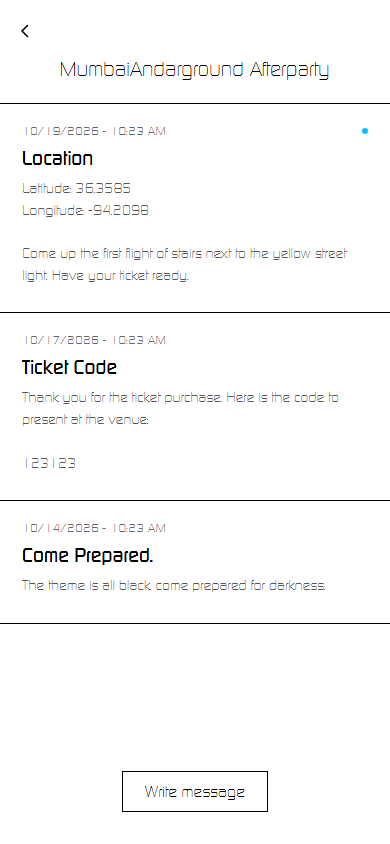 MumbaiAndarground Afterparty
10/19/2026 - 10:23 AM
Location
Latitude: 36.3585
Longitude: -94.2098
Come up the first flight of stairs next to the yellow street
light. Have your ticket ready.
10/17/2026 - 10:23 AM
Ticket Code
Thank you for the ticket purchase. Here is the code to
present at the venue:
123123
10/14/2026 - 10:23 AM
Come Prepared.
The theme is all black, come prepared for darkness.
Write message